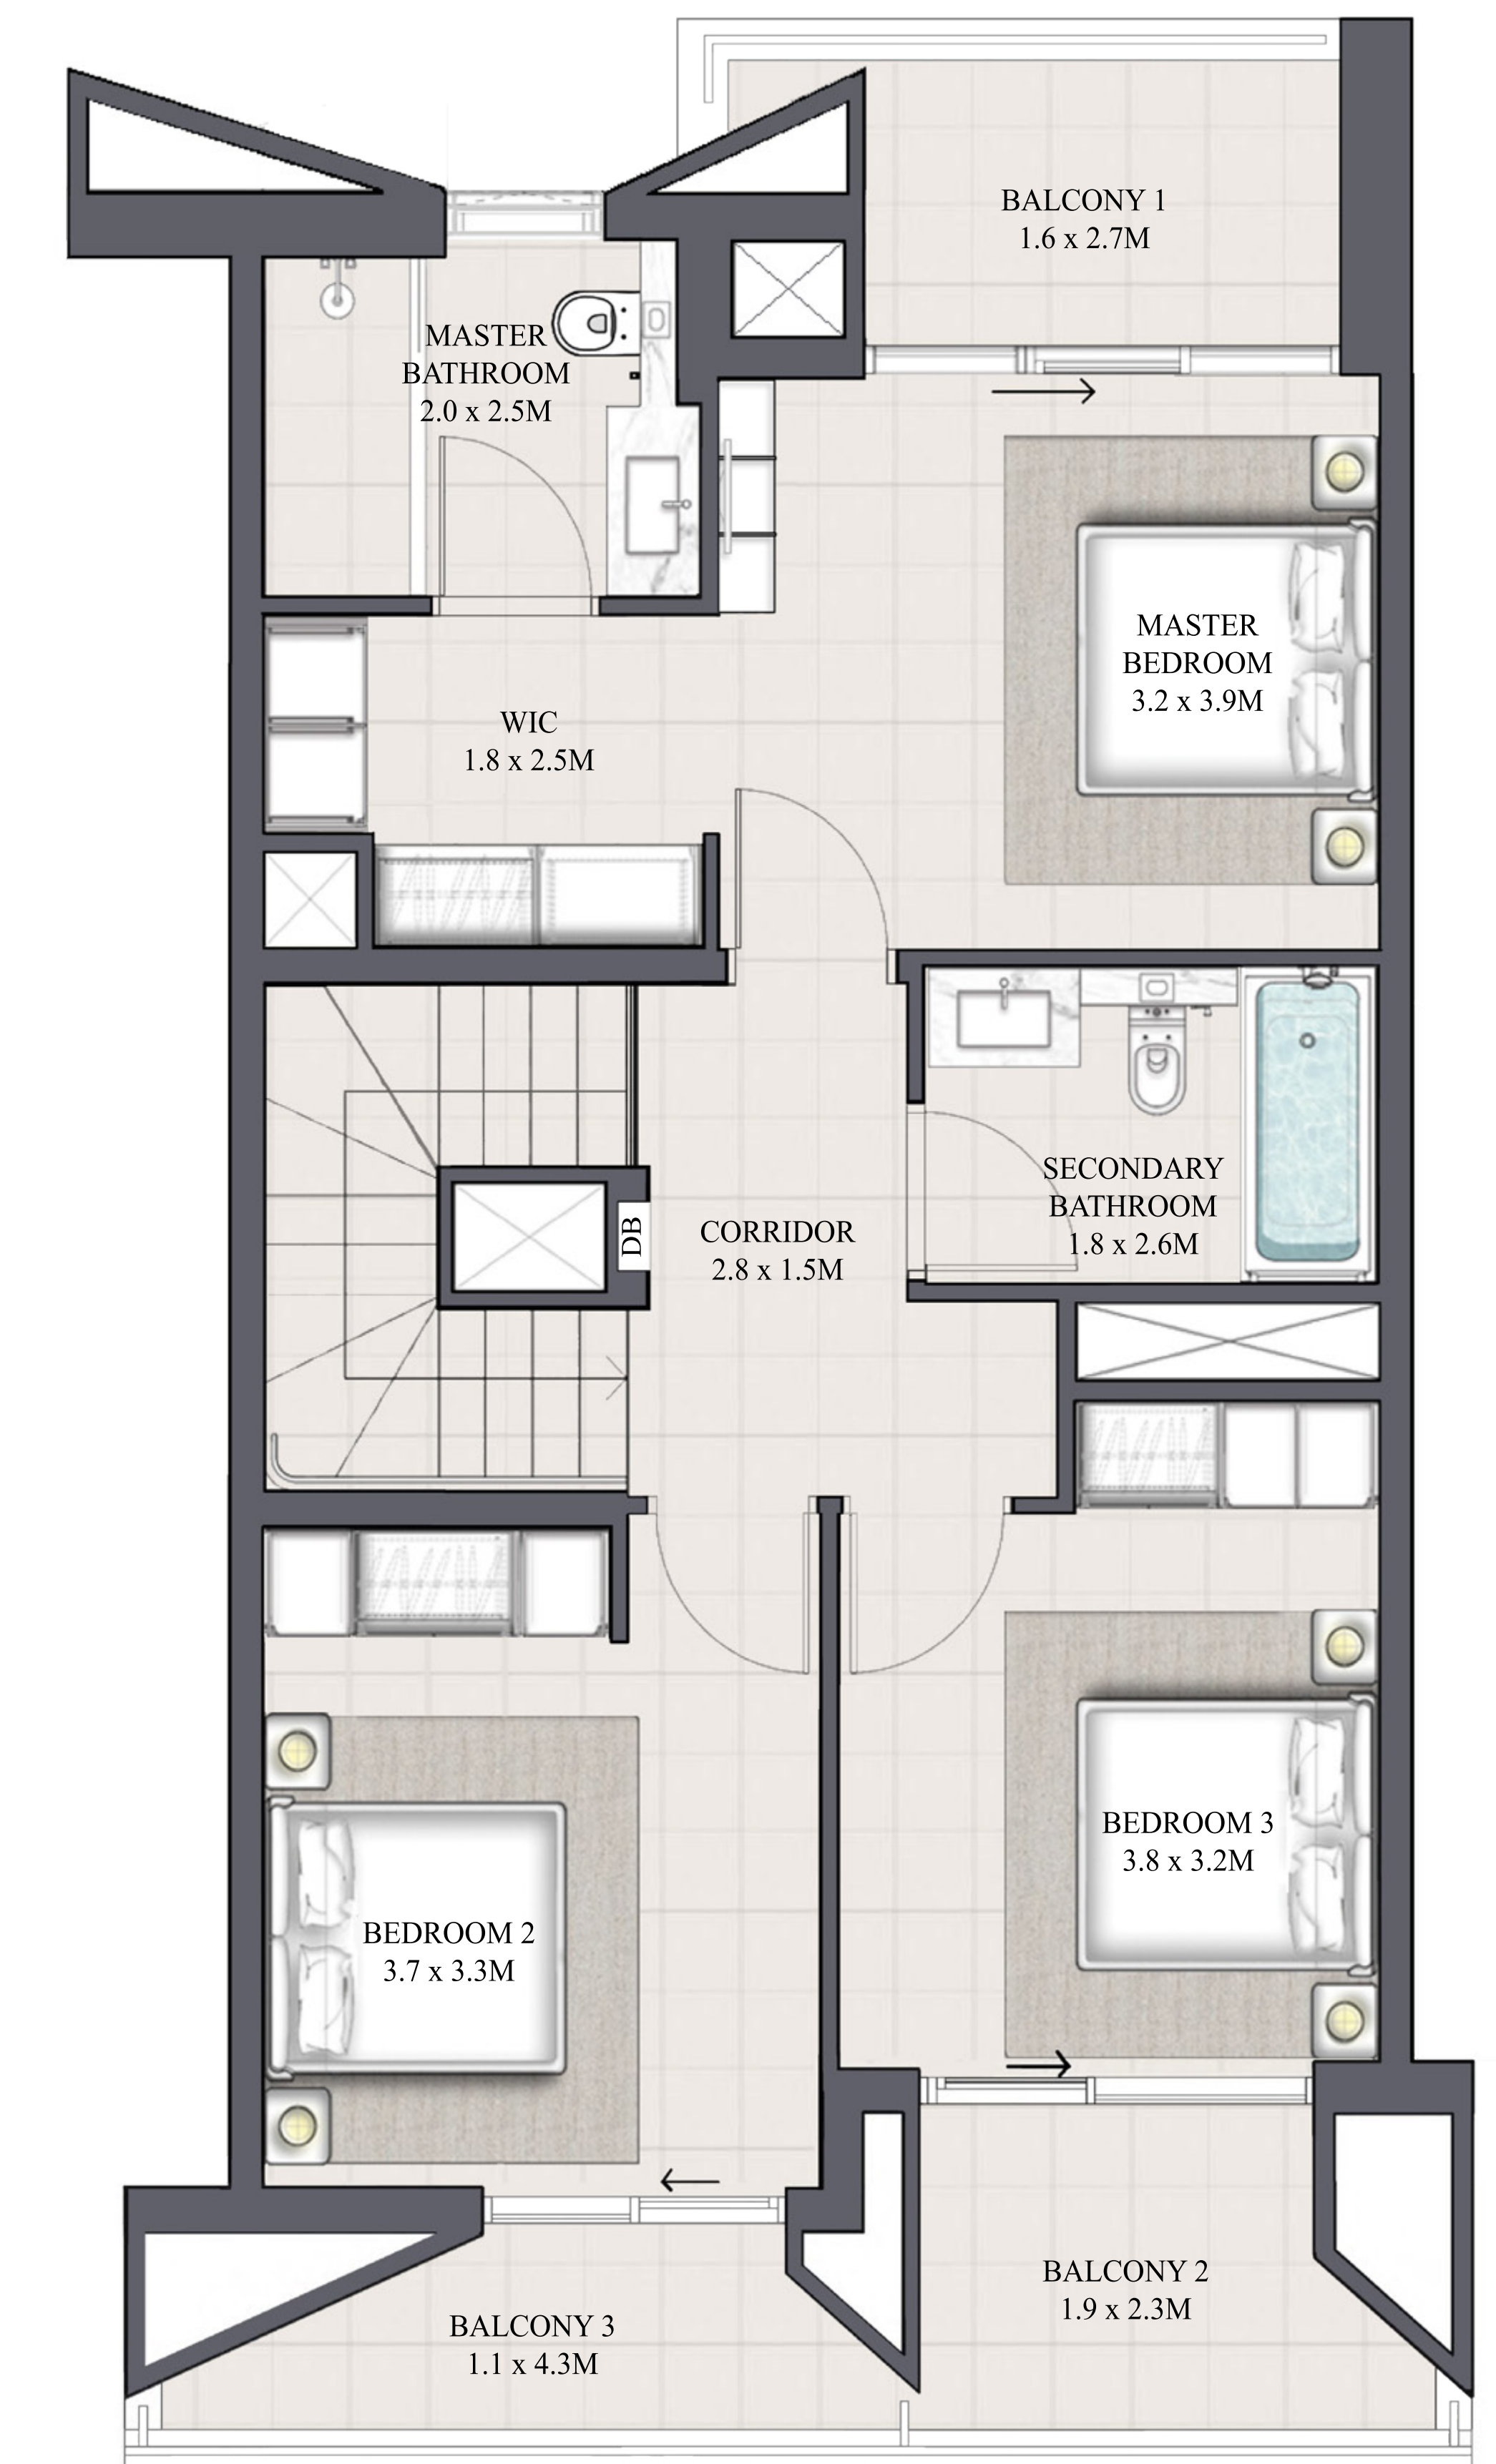 BALCONY 1
1.6 x 2.7M
MASTER
BATHROOM
2.0 x 2.5M
MASTER
BEDROOM
3.2 x 3.9M
WIC
1.8 x 2.5M
SECONDARY
BATHROOM
1.8 x 2.6M
DB
CORRIDOR
2.8 x 1.5M
BEDROOM 3
3.8 x 3.2M
BEDROOM 2
3.7 x 3.3M
BALCONY 2
1.9 x 2.3M
BALCONY 3
1.1 x 4.3M